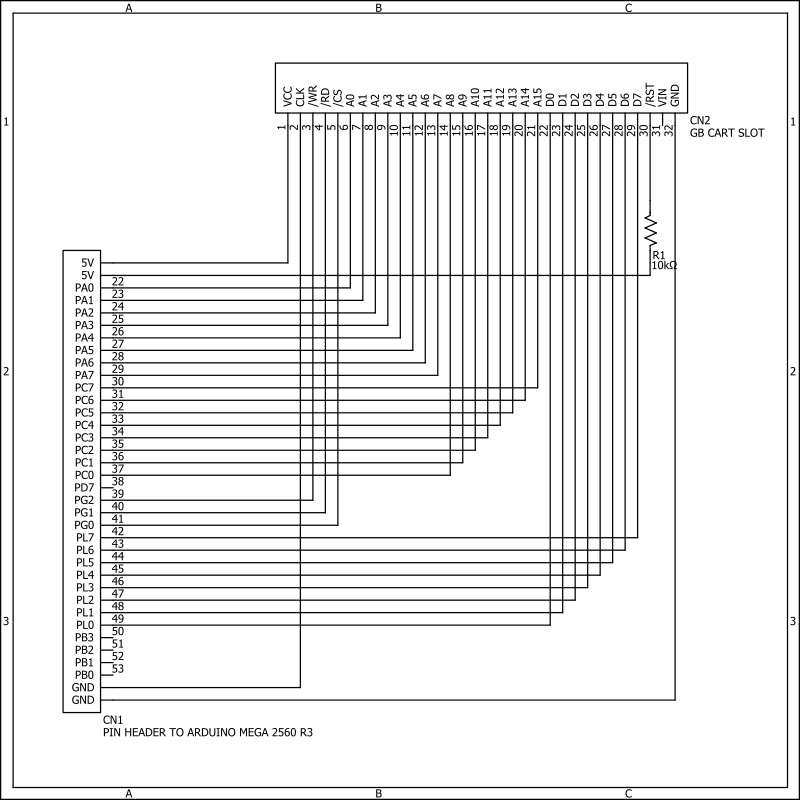 A B C
VCC CLK /WR /RD /CS A0 A1 A2 A3 A4 A5 A6 A7 A8 A9 A10 A11 A12 A13 A14 A15 D0 D1 D2 D3 D4 D5 D6 D7 /RST VIN GND
1 1
1 2 3 4 5 6 7 8 9 10 11 12 13 14 15 16 17 18 19 20 21 22 23 24 25 26 27 28 29 30 31 32
CN2
GB CART SLOT
R1
10kΩ
5V
5V
PA0 22
PA1 23
PA2 24
PA3 25
PA4 26
PA5 27
PA6 28
2 2
PA7 29
PC7 30
PC6 31
PC5 32
PC4 33
PC3 34
PC2 35
PC1 36
PC0 37
PD7 38
PG2 39
PG1 40
PG0 41
PL7 42
PL6 43
PL5 44
PL4 45
PL3 46
PL2 47
PL1 48
PL0 49
3 3
PB3 50
PB2 51
PB1 52
PB0 53
GND
GND
CN1
PIN HEADER TO ARDUINO MEGA 2560 R3
A B C